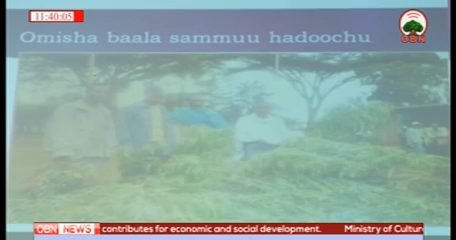 11:40:05
Omisha baala sammuu hadoochu
OBN
OBN NEWS contributes for economic and social development. Ministry of Cultur